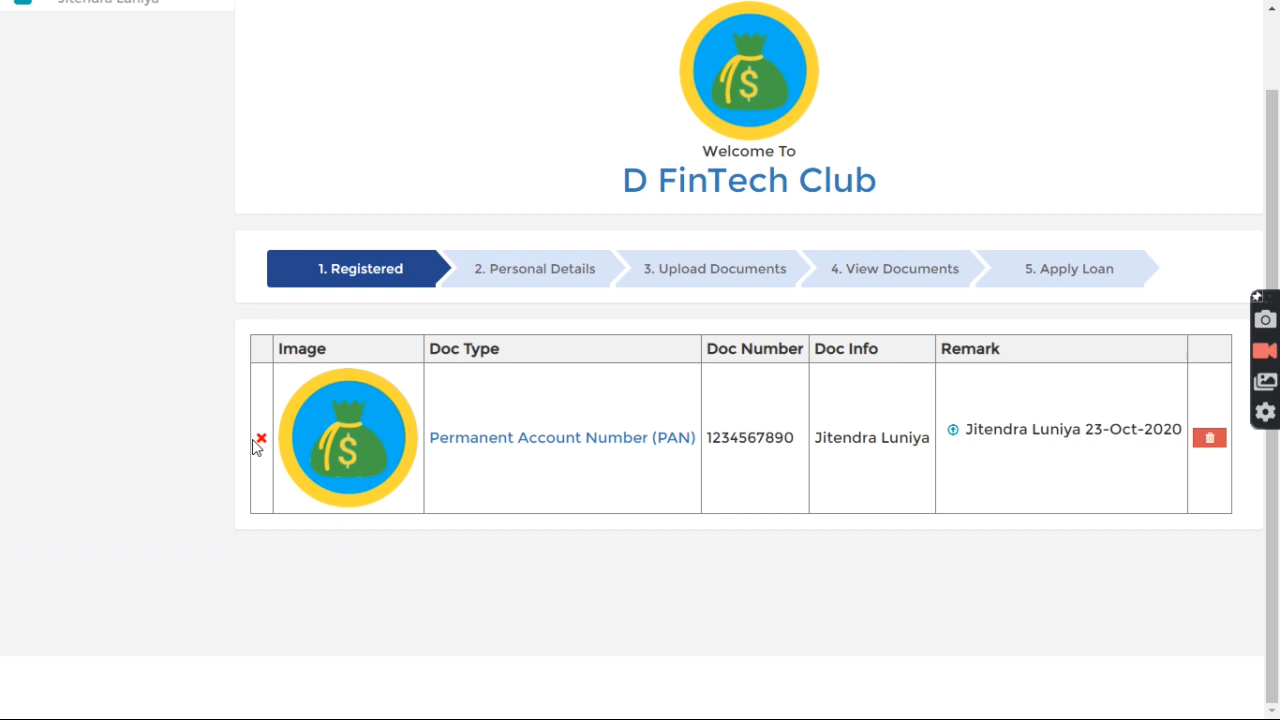 Jitendra Luniya
Welcome To
D FinTech Club
1. Registered 2. Personal Details 3. Upload Documents 4. View Documents 5. Apply Loan
Image Doc Type Doc Number Doc Info Remark
$ Permanent Account Number (PAN) 1234567890 Jitendra Luniya Jitendra Luniya 23-Oct-2020